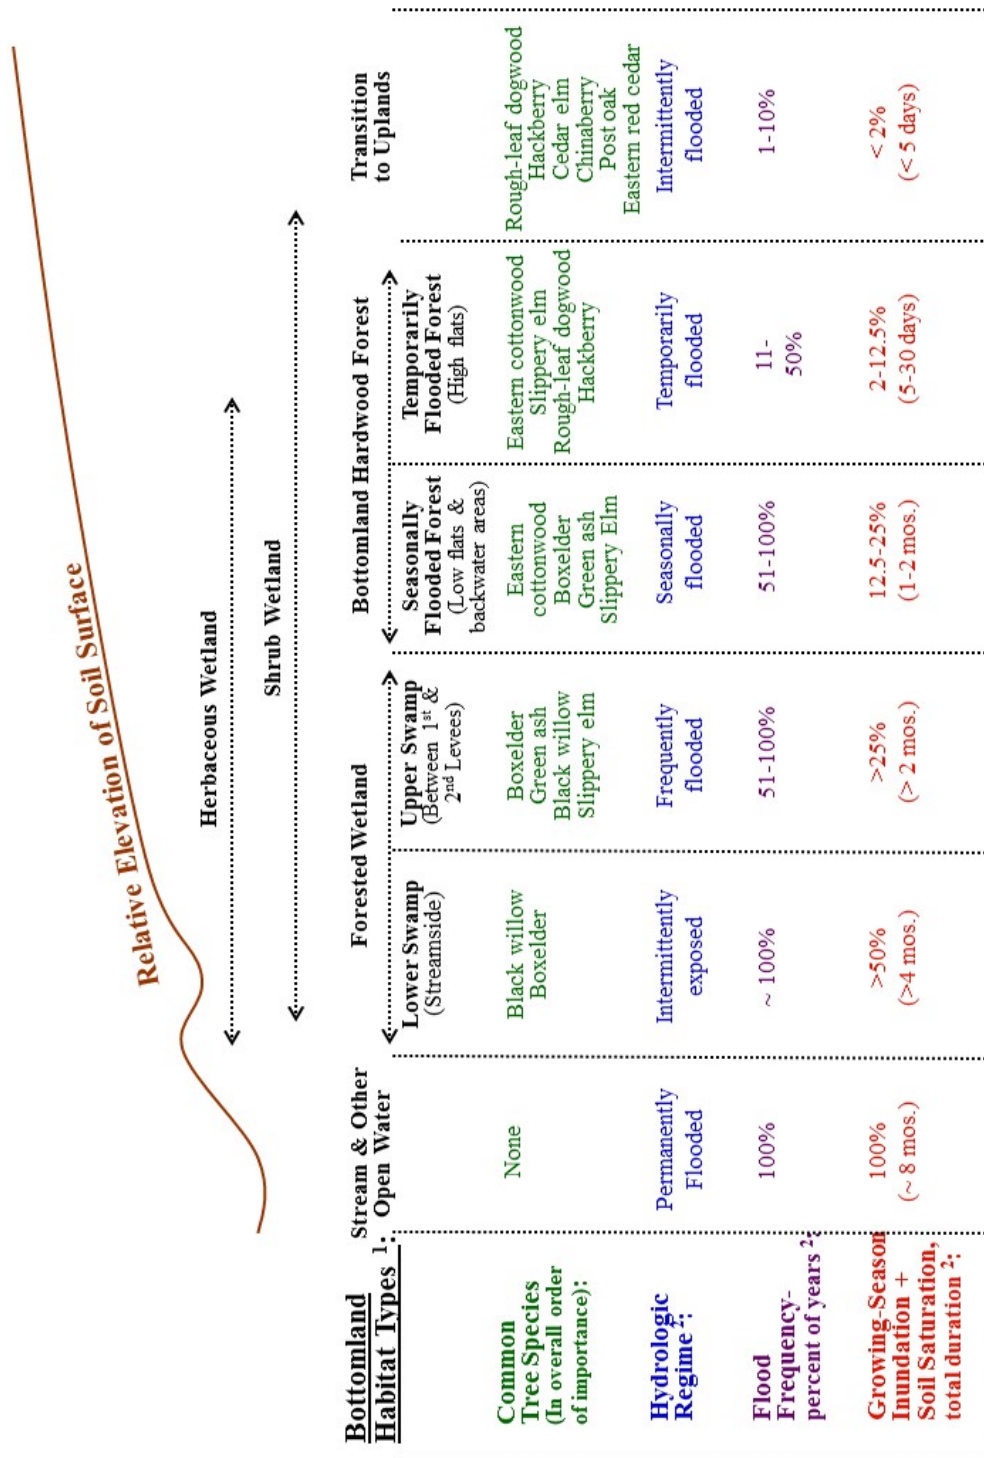 Relative Elevation of Soil Surface
Herbaceous Wetland
Shrub Wetland
Bottomland
Habitat Types 1:
Stream & Other
Open Water
Forested Wetland
Lower Swamp
(Streamside)
Upper Swamp
(Between 1st &
2nd Levees)
Bottomland Hardwood Forest
Seasonally
Flooded Forest
(Low flats &
backwater areas)
Temporarily
Flooded Forest
(High flats)
Transition
to Uplands
Common
Tree Species
(In overall order
of importance):
None
Black willow
Boxelder
Boxelder
Green ash
Black willow
Slippery elm
Eastern
cottonwood
Boxelder
Green ash
Slippery Elm
Eastern cottonwood
Slippery elm
Rough-leaf dogwood
Hackberry
Rough-leaf dogwood
Hackberry
Cedar elm
Chinaberry
Post oak
Eastern red cedar
Hydrologic
Regime 2:
Permanently
Flooded
Intermittently
exposed
Frequently
flooded
Seasonally
flooded
Temporarily
flooded
Intermittently
flooded
Flood
Frequency-
percent of years 2:
100%
~ 100%
51-100%
51-100%
11-
50%
1-10%
Growing-Season
Inundation +
Soil Saturation,
total duration 2:
100%
(~ 8 mos.)
>50%
(>4 mos.)
>25%
(> 2 mos.)
12.5-25%
(1-2 mos.)
2-12.5%
(5-30 days)
< 2%
(< 5 days)